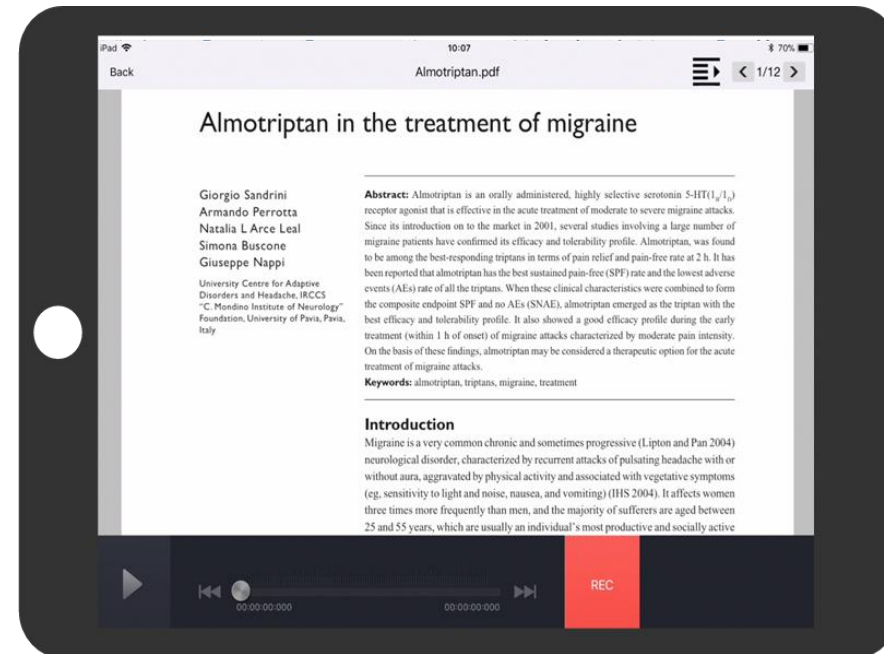 iPad 10:07 70%
Back Almotriptan.pdf 1/12
Almotriptan in the treatment of migraine
Giorgio Sandrini
Armando Perrotta
Natalia L Arce Leal
Simona Buscone
Giuseppe Nappi
University Centre for Adaptive
Disorders and Headache, IRCCS
"C. Mondino Institute of Neurology"
Foundation, University of Pavia, Pavia,
Italy
Abstract: Almotriptan is an orally administered, highly selective serotonin 5-HT(1B/1D)
receptor agonist that is effective in the acute treatment of moderate to severe migraine attacks.
Since its introduction on to the market in 2001, several studies involving a large number of
migraine patients have confirmed its efficacy and tolerability profile. Almotriptan, was found
to be among the best-responding triptans in terms of pain relief and pain-free rate at 2 h. It has
been reported that almotriptan has the best sustained pain-free (SPF) rate and the lowest adverse
events (AEs) rate of all the triptans. When these clinical characteristics were combined to form
the composite endpoint SPF and no AEs (SNAE), almotriptan emerged as the triptan with the
best efficacy and tolerability profile. It also showed a good efficacy profile during the early
treatment (within 1 h of onset) of migraine attacks characterized by moderate pain intensity.
On the basis of these findings, almotriptan may be considered a therapeutic option for the acute
treatment of migraine attacks.
Keywords: almotriptan, triptans, migraine, treatment
Introduction
Migraine is a very common chronic and sometimes progressive (Lipton and Pan 2004)
neurological disorder, characterized by recurrent attacks of pulsating headache with or
without aura, aggravated by physical activity and associated with vegetative symptoms
(eg, sensitivity to light and noise, nausea, and vomiting) (IHS 2004). It affects women
three times more frequently than men, and the majority of sufferers are aged between
25 and 55 years, which are usually an individual's most productive and socially active
REC
00:00:00:000 00:00:00:000